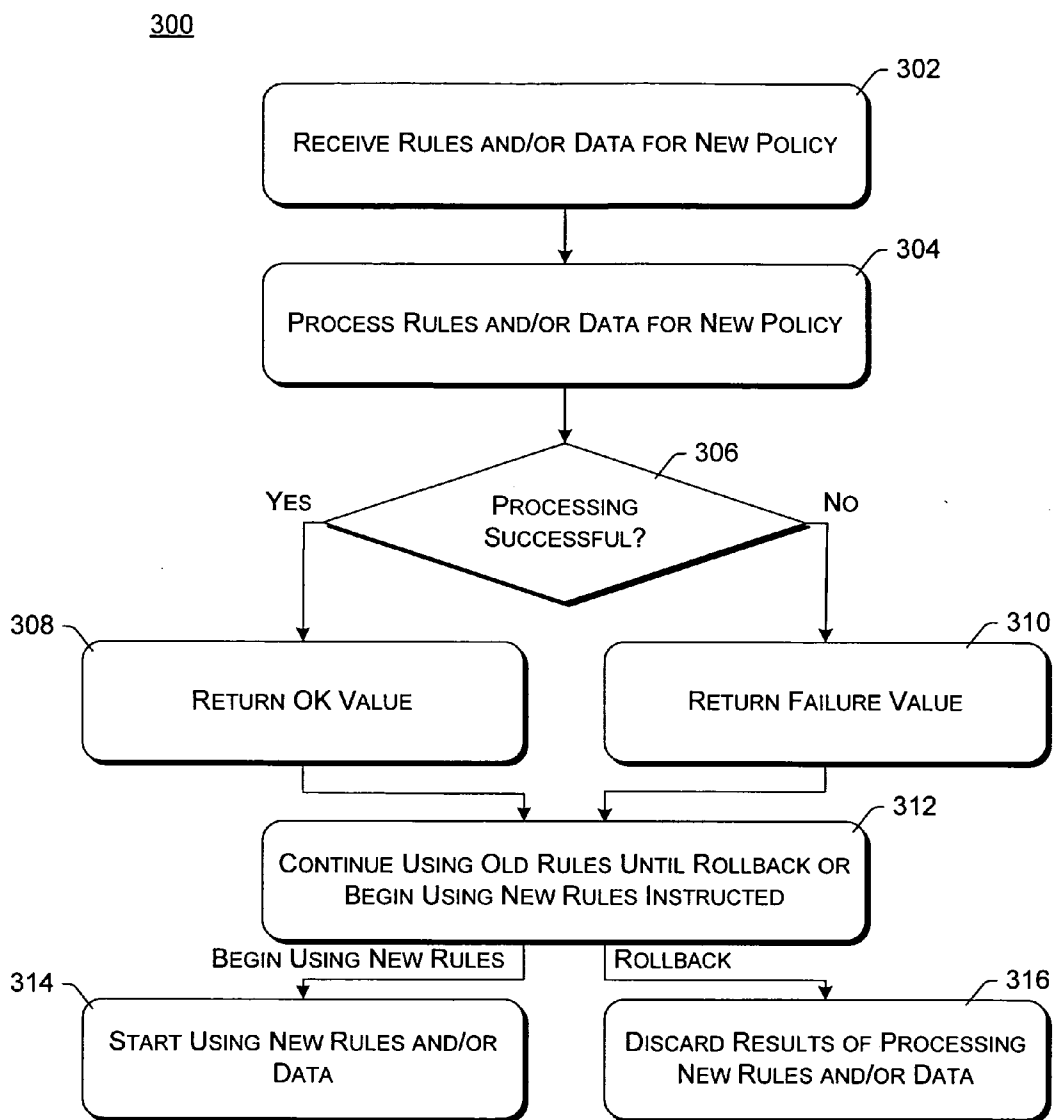 300
302
RECEIVE RULES AND/OR DATA FOR NEW POLICY
304
PROCESS RULES AND/OR DATA FOR NEW POLICY
306
YES
PROCESSING
SUCCESSFUL?
NO
308
RETURN OK VALUE
310
RETURN FAILURE VALUE
312
CONTINUE USING OLD RULES UNTIL ROLLBACK OR
BEGIN USING NEW RULES INSTRUCTED
BEGIN USING NEW RULES
ROLLBACK
314
START USING NEW RULES AND/OR
DATA
316
DISCARD RESULTS OF PROCESSING
NEW RULES AND/OR DATA